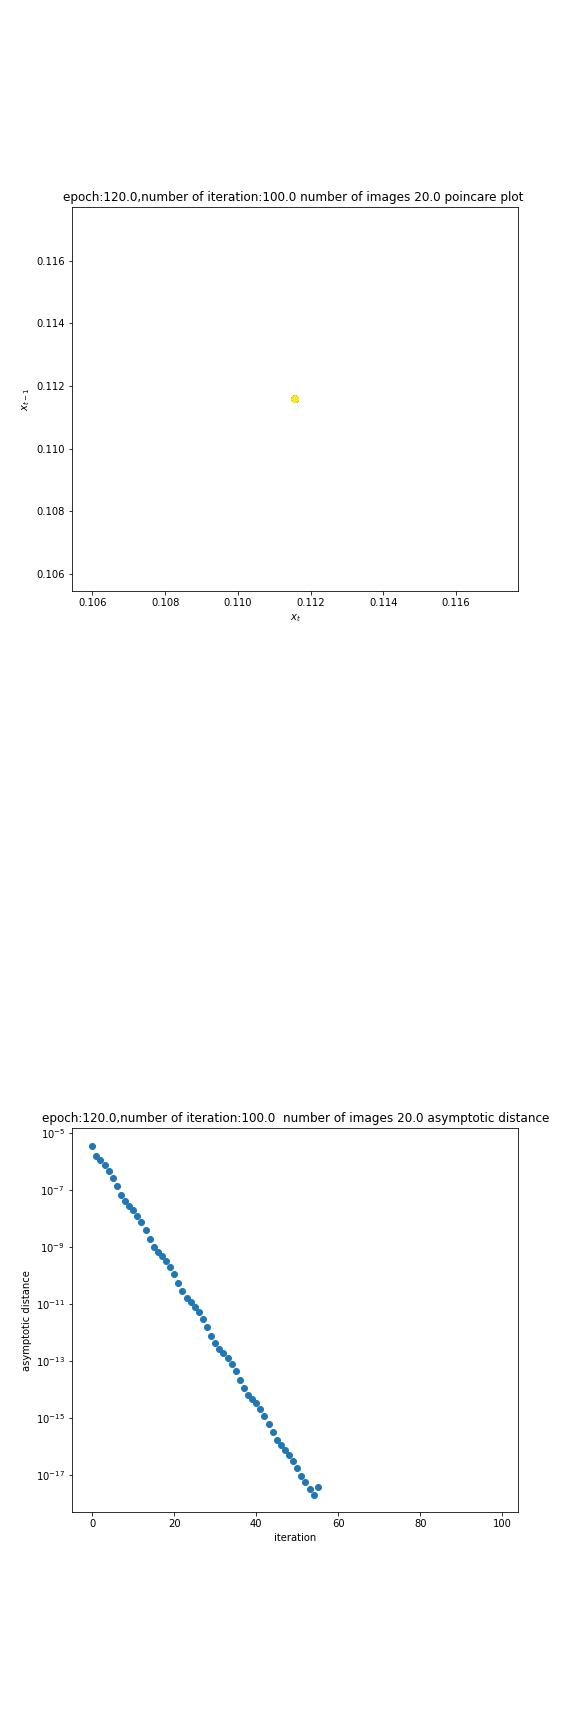 epoch:120.0,number of iteration:100.0 number of images 20.0 poincare plot
0.116
0.114
0.112
0.110
0.108
0.106
x_{t-1}
0.106 0.108 0.110 0.112 0.114 0.116
x_t
epoch:120.0,number of iteration:100.0  number of images 20.0 asymptotic distance
10^{-5}
10^{-7}
10^{-9}
10^{-11}
10^{-13}
10^{-15}
10^{-17}
asymptotic distance
0 20 40 60 80 100
iteration